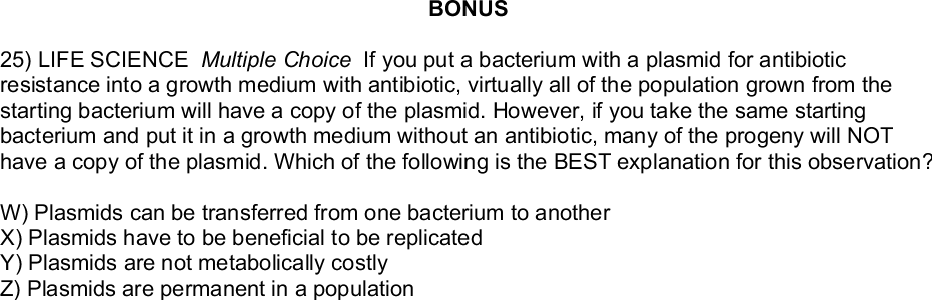 BONUS
25) LIFE SCIENCE Multiple Choice If you put a bacterium with a plasmid for antibiotic
resistance into a growth medium with antibiotic, virtually all of the population grown from the
starting bacterium will have a copy of the plasmid. However, if you take the same starting
bacterium and put it in a growth medium without an antibiotic, many of the progeny will NOT
have a copy of the plasmid. Which of the following is the BEST explanation for this observation?
W) Plasmids can be transferred from one bacterium to another
X) Plasmids have to be beneficial to be replicated
Y) Plasmids are not metabolically costly
Z) Plasmids are permanent in a population